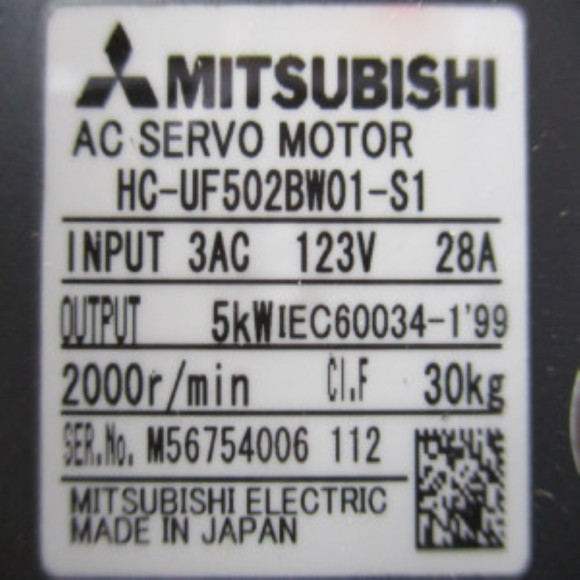 MITSUBISHI
AC SERVO MOTOR
HC-UF502BW01-S1
INPUT 3AC 123V 28A
OUTPUT 5kW IEC60034-1'99
2000r/min CI.F 30kg
SER.No. M56754006 112
MITSUBISHI ELECTRIC
MADE IN JAPAN